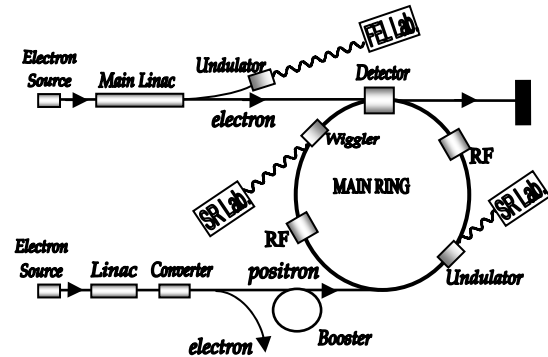 FEL Lab.
Electron
Source
Main Linac
Undulator
Detector
electron
Wiggler
RF
SR Lab.
MAIN RING
SR Lab.
RF
Electron
Source
Linac
Converter
positron
Undulator
electron
Booster